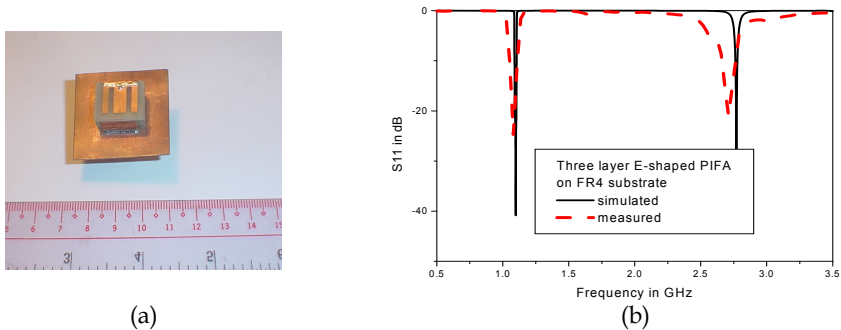 5 6 7 8 9 10 11 12 13 14 15
3 4 5 6
(a)
0
-20
-40
S11 in dB
Three layer E-shaped PIFA
on FR4 substrate
simulated
measured
0.5 1.0 1.5 2.0 2.5 3.0 3.5
Frequency in GHz
(b)